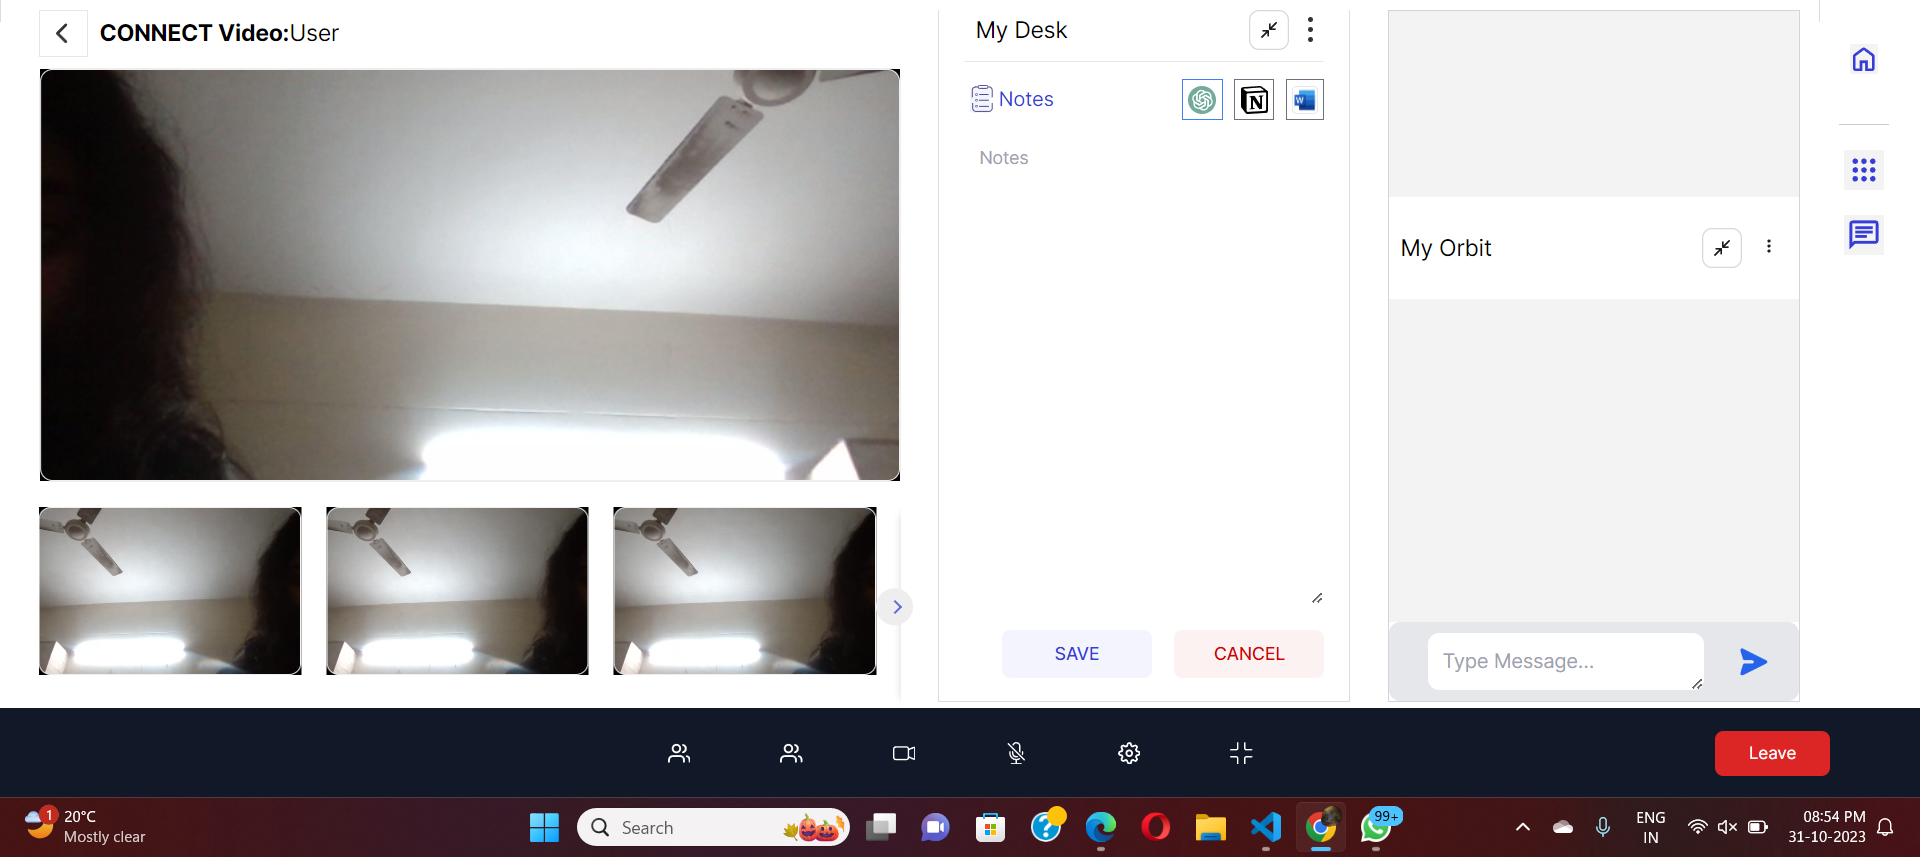 CONNECT Video:User
My Desk
Notes
N
W
Notes
SAVE
CANCEL
My Orbit
Type Message...
Leave
1
20°C
Mostly clear
Search
99+
ENG
IN
08:54 PM
31-10-2023